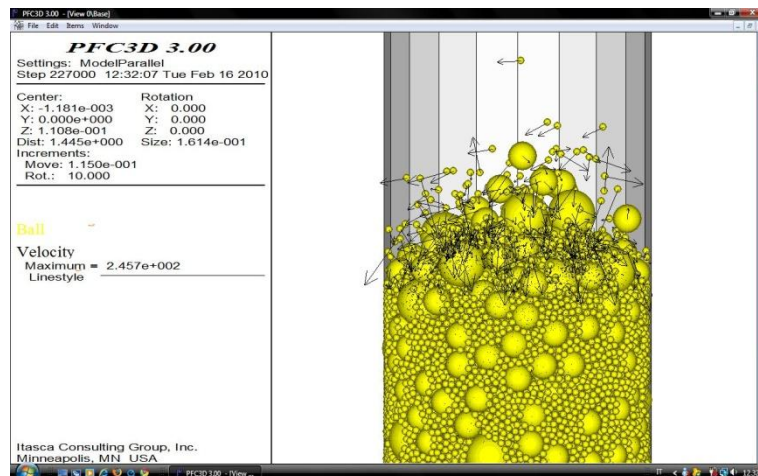 PFC3D 3.00 - [View 0\Base]
File Edit Items Window
PFC3D 3.00
Settings: ModelParallel
Step 227000 12:32:07 Tue Feb 16 2010
Center:
X: -1.181e-003
Y: 0.000e+000
Z: 1.108e-001
Dist: 1.445e+000
Rotation
X: 0.000
Y: 0.000
Z: 0.000
Size: 1.614e-001
Increments:
Move: 1.150e-001
Rot.: 10.000
Ball
Velocity
Maximum = 2.457e+002
Linestyle
Itasca Consulting Group, Inc.
Minneapolis, MN USA
PFC3D 3.00 - [View ...
IT